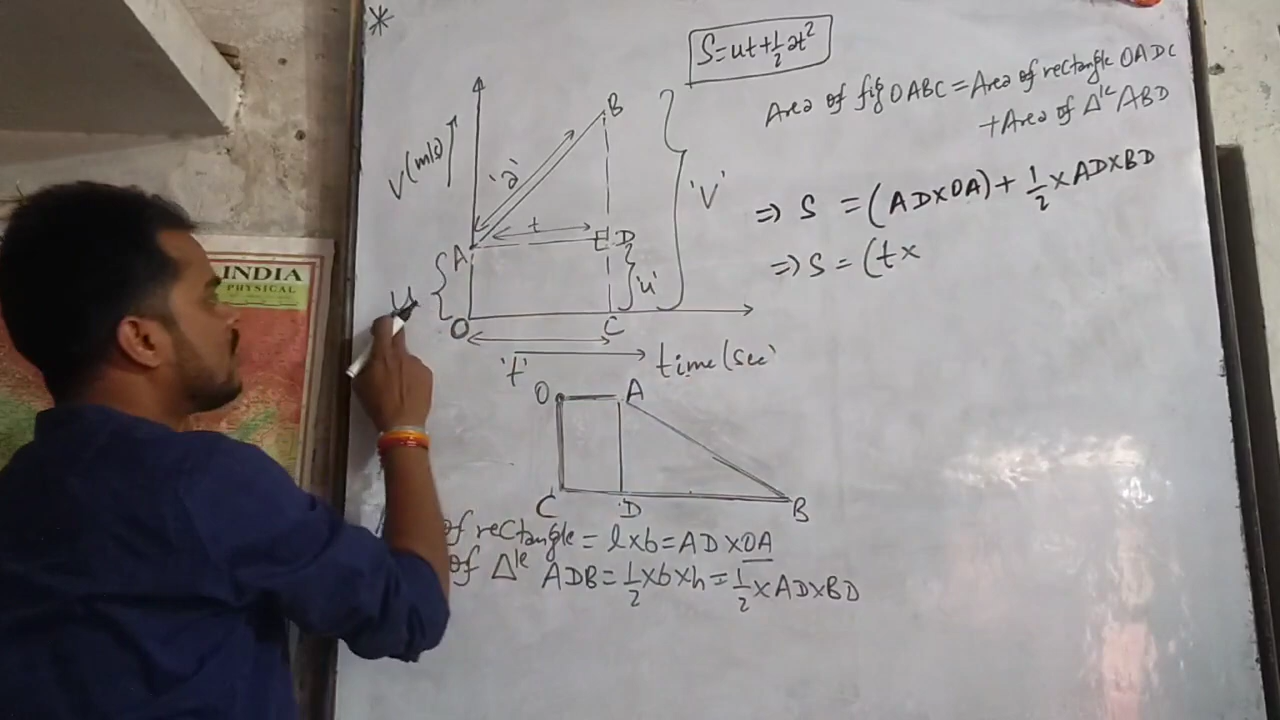 *
S=ut+½at²
Area of fig OABC = Area of rectangle OADC
+ Area of Δˡᵉ ABD
⇒ S = (AD×OA) + ½×AD×BD
⇒ S = (t×
V(m/s)
B
'a'
t
'V'
A
E D
'u'
u
O
C
't'
time(sec)
INDIA
PHYSICAL
O
A
C
D
B
of rectangle = l×b = AD×OA
of Δˡᵉ ADB = ½×b×h = ½×AD×BD